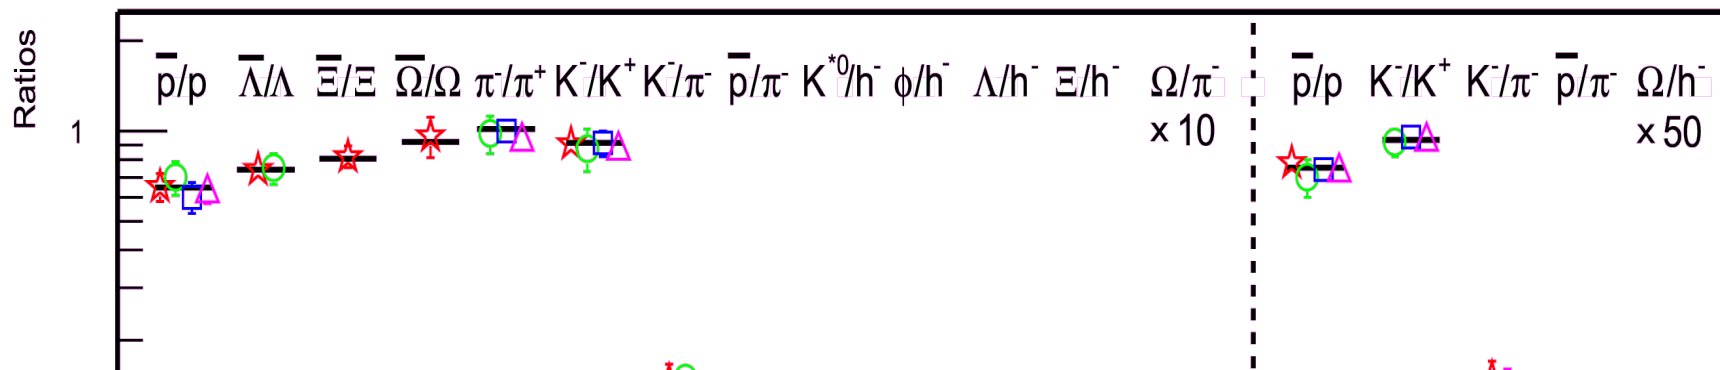 Ratios
p̅/p Λ̅/Λ Ξ̅/Ξ Ω̅/Ω π⁻/π⁺ K⁻/K⁺ K⁻/π⁻ p̅/π⁻ K*⁰/h⁻ ϕ/h⁻ Λ/h⁻ Ξ/h⁻ Ω/π⁻ p̅/p K⁻/K⁺ K⁻/π⁻ p̅/π⁻ Ω/h⁻
1 x 10 x 50